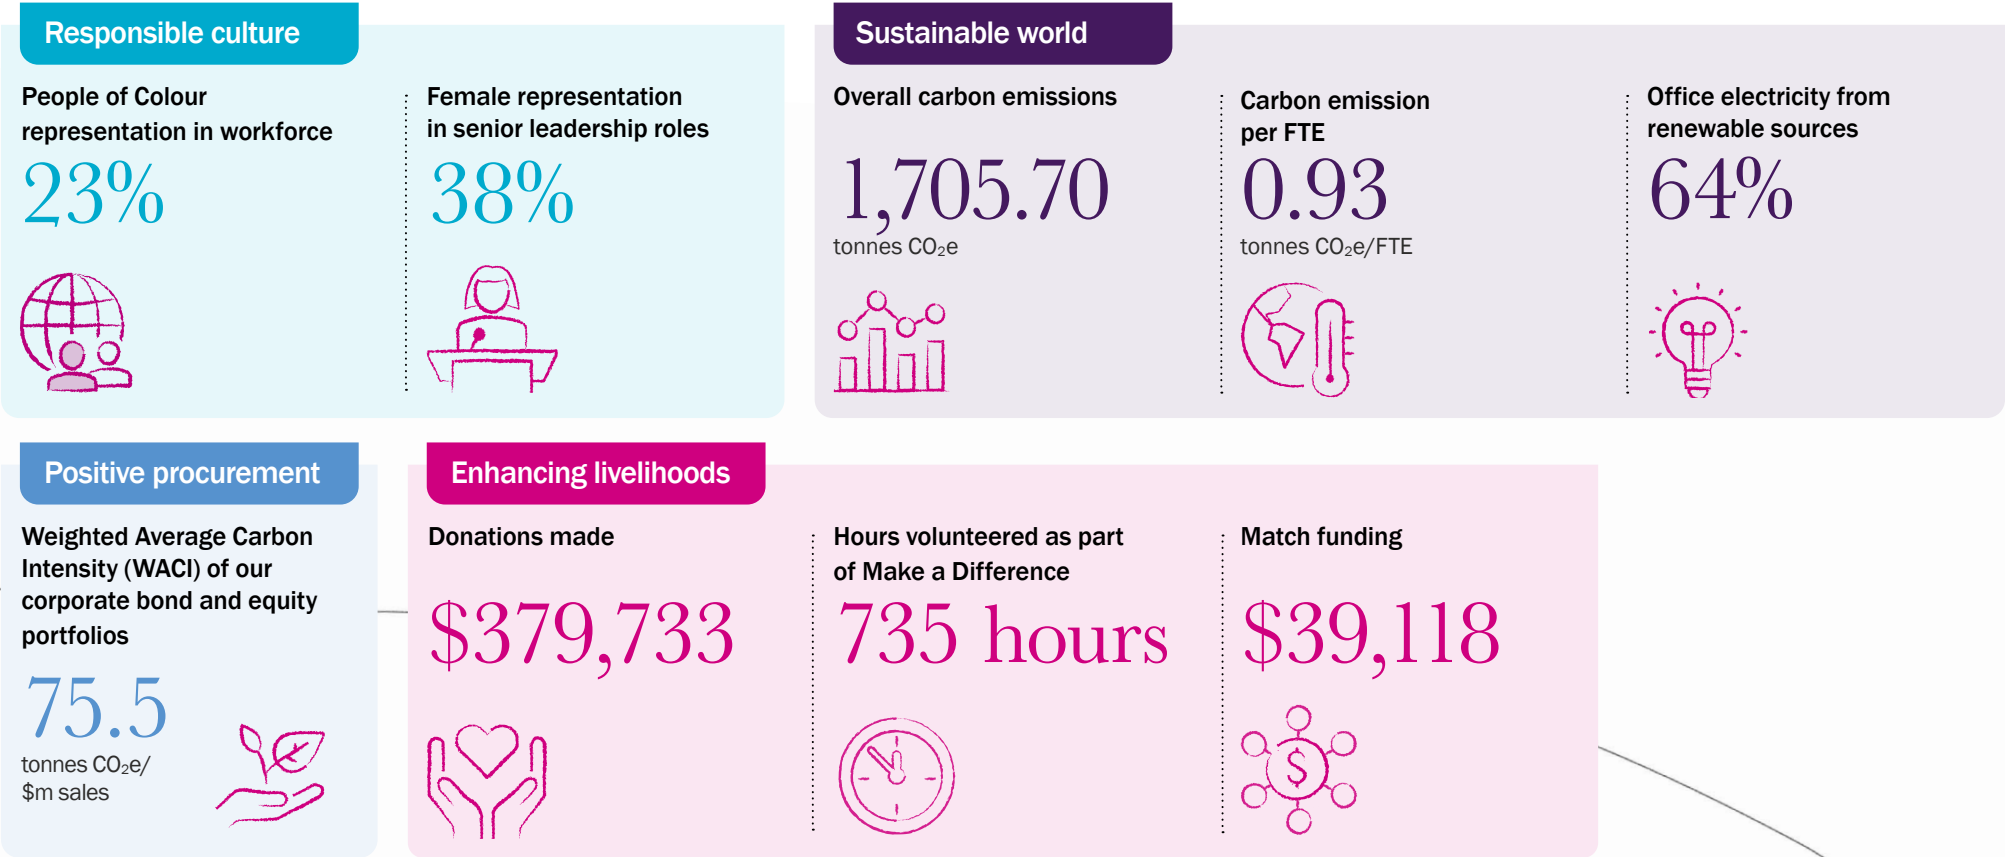 Responsible culture
People of Colour
representation in workforce
23%
Female representation
in senior leadership roles
38%
Sustainable world
Overall carbon emissions
1,705.70
tonnes CO₂e
Carbon emission
per FTE
0.93
tonnes CO₂e/FTE
Office electricity from
renewable sources
64%
Positive procurement
Weighted Average Carbon
Intensity (WACI) of our
corporate bond and equity
portfolios
75.5
tonnes CO₂e/
$m sales
Enhancing livelihoods
Donations made
$379,733
Hours volunteered as part
of Make a Difference
735 hours
Match funding
$39,118
$